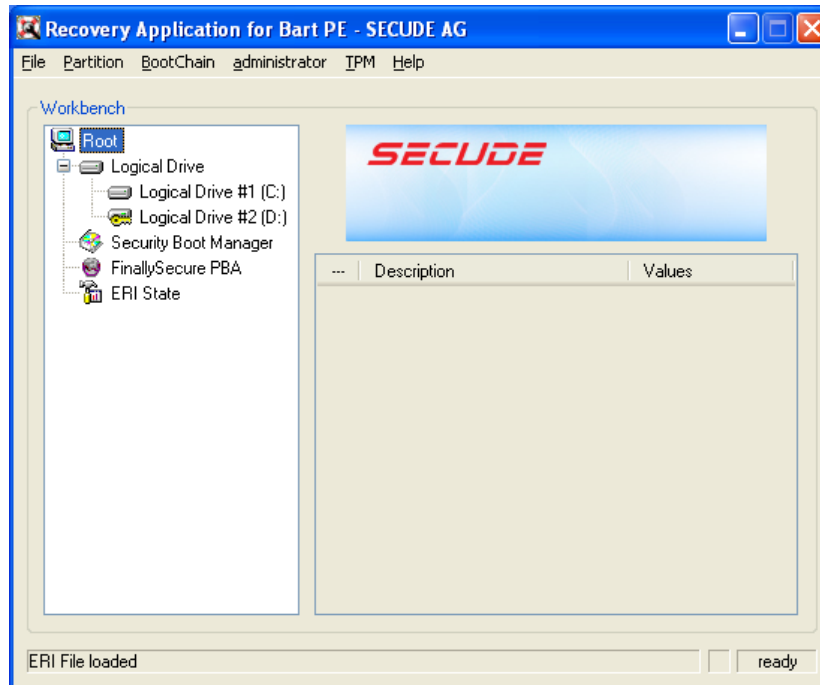 Recovery Application for Bart PE - SECUDE AG
File Partition BootChain administrator TPM Help
Workbench
Root
Logical Drive
Logical Drive #1 (C:)
Logical Drive #2 (D:)
Security Boot Manager
FinallySecure PBA
ERI State
SECUDE
--- Description Values
ERI File loaded ready